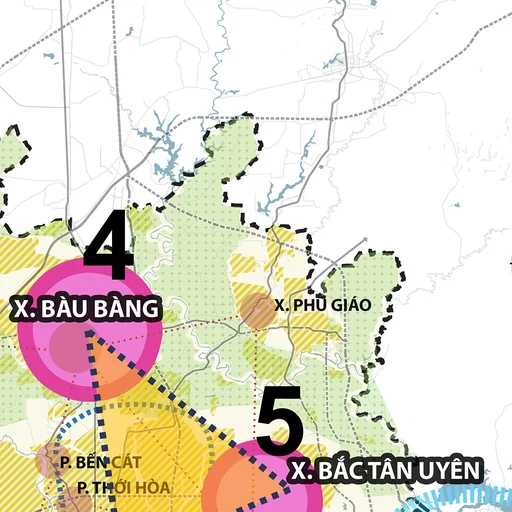 4
X. BÀU BÀNG
X. PHÚ GIÁO
5
X. BẮC TÂN UYÊN
P. BẾN CÁT
P. THỚI HÒA